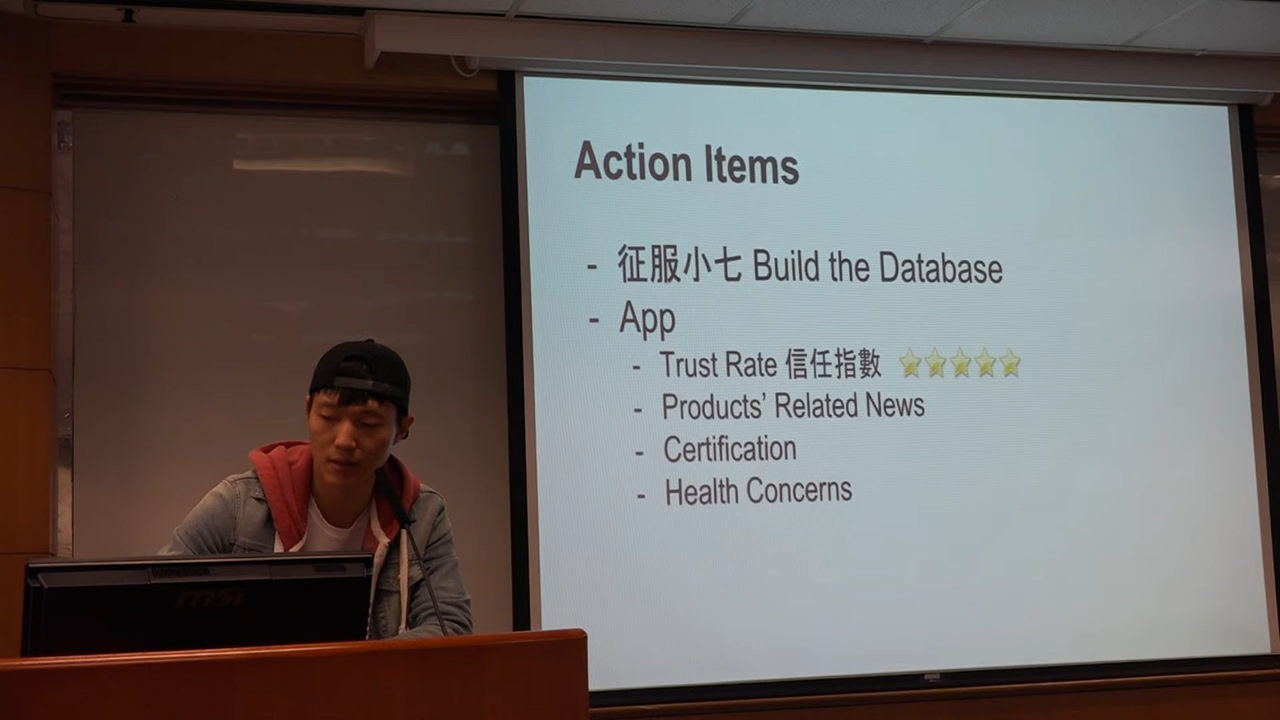 Action Items
- 征服小七 Build the Database
- App
- Trust Rate 信任指數
- Products' Related News
- Certification
- Health Concerns
msi